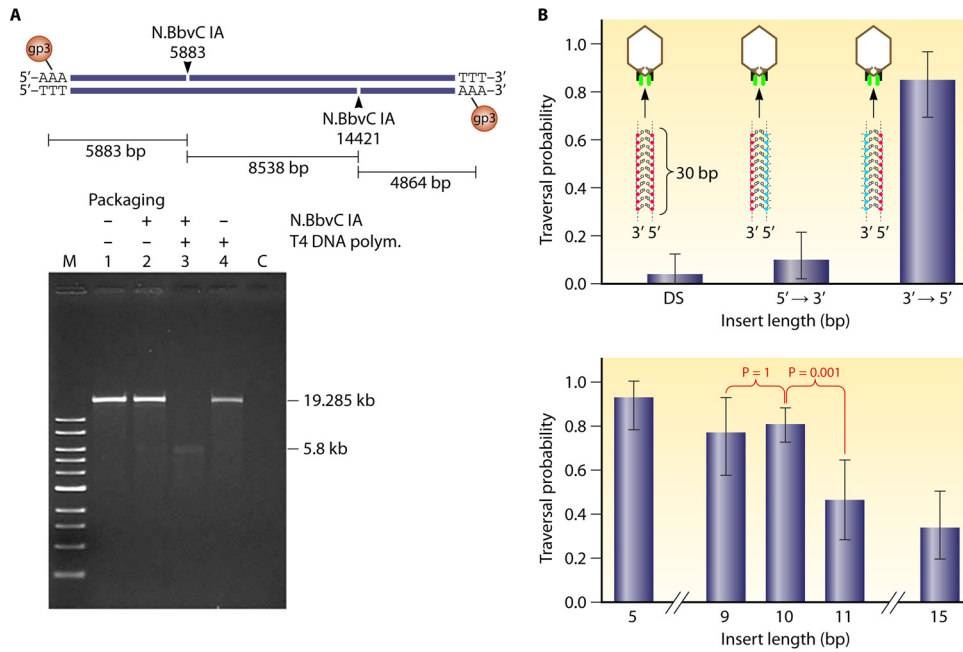 A
N.BbvC IA
5883
gp3
5′–AAA TTT–3′
3′–TTT AAA–5′
N.BbvC IA
14421
gp3
5883 bp
8538 bp
4864 bp
Packaging
– + + – N.BbvC IA
– – + + T4 DNA polym.
M 1 2 3 4 C
19.285 kb
5.8 kb
B
Traversal probability
1.0
0.8
0.6
0.4
0.2
0.0
30 bp
3′ 5′ 3′ 5′ 3′ 5′
DS 5′→3′ 3′→5′
Insert length (bp)
Traversal probability
1.0
0.8
0.6
0.4
0.2
0.0
P = 1 P = 0.001
5 9 10 11 15
Insert length (bp)